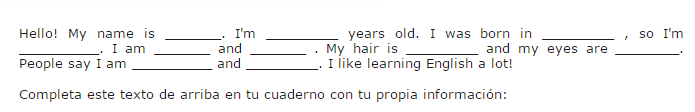 Hello! My name is _______. I'm _________ years old. I was born in _________ , so I'm
__________. I am _______ and _______ . My hair is _________ and my eyes are ________.
People say I am __________ and _________. I like learning English a lot!
Completa este texto de arriba en tu cuaderno con tu propia información: